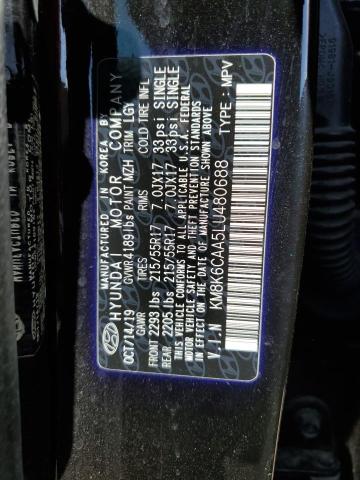 MANUFACTURED IN KOREA BY
HYUNDAI MOTOR COMPANY
OCT/14/19 GVWR 4189 lbs PAINT NZH TRIM LGY
GAWR TIRES RIMS COLD TIRE INFL
FRONT 2295 lbs 215/55R17 7.0JX17 33psi SINGLE
REAR 2205 lbs 215/55R17 7.0JX17 33psi SINGLE
THIS VEHICLE CONFORMS TO ALL APPLICABLE U.S.A. FEDERAL
MOTOR VEHICLE SAFETY AND THEFT PREVENTION STANDARDS
IN EFFECT ON THE DATE OF MANUFACTURE SHOWN ABOVE.
V.I.N : KM8K6CAA5LU480688 TYPE : MPV